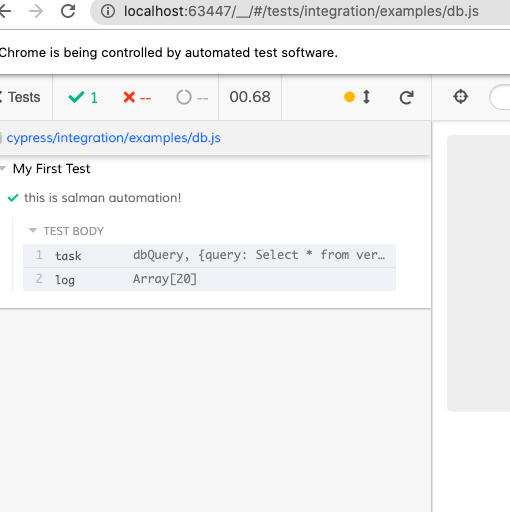 localhost:63447/__/#/tests/integration/examples/db.js
Chrome is being controlled by automated test software.
Tests 1 -- -- 00.68
cypress/integration/examples/db.js
My First Test
this is salman automation!
TEST BODY
1 task dbQuery, {query: Select * from ver…
2 log Array[20]